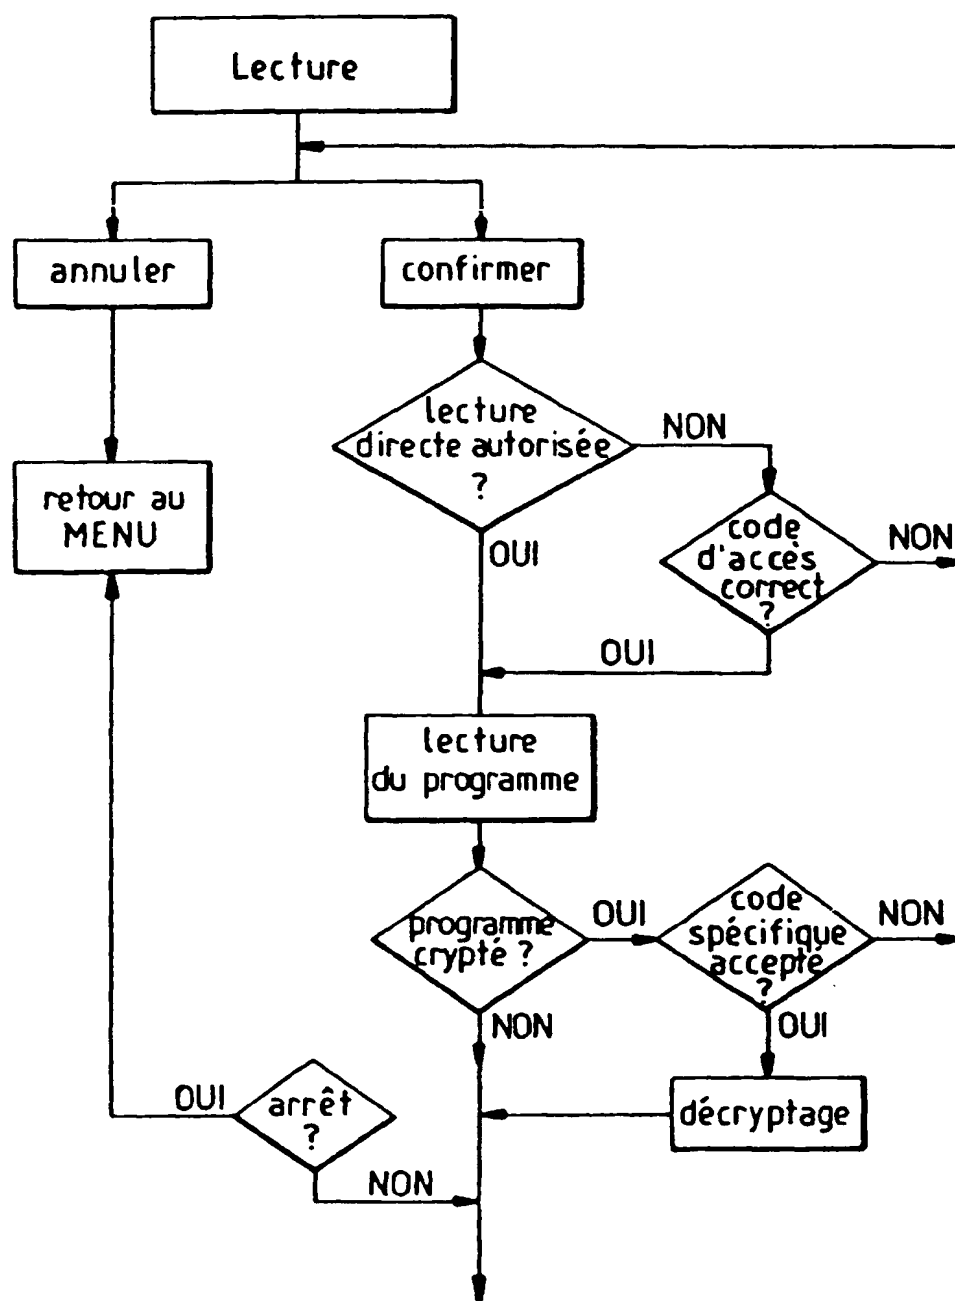 Lecture
annuler
confirmer
lecture
directe autorisée
?
NON
OUI
retour au
MENU
code
d'accès
correct
?
NON
OUI
lecture
du programme
programme
crypté ?
OUI
code
spécifique
accepté
?
NON
NON
OUI
arrêt
?
OUI
NON
décryptage